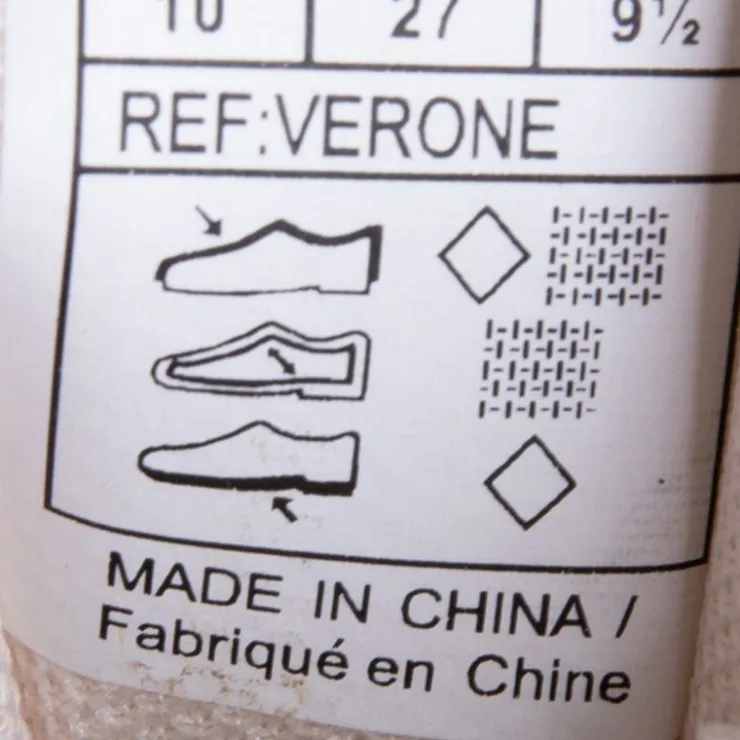 10 27 9½
REF:VERONE
MADE IN CHINA /
Fabriqué en Chine